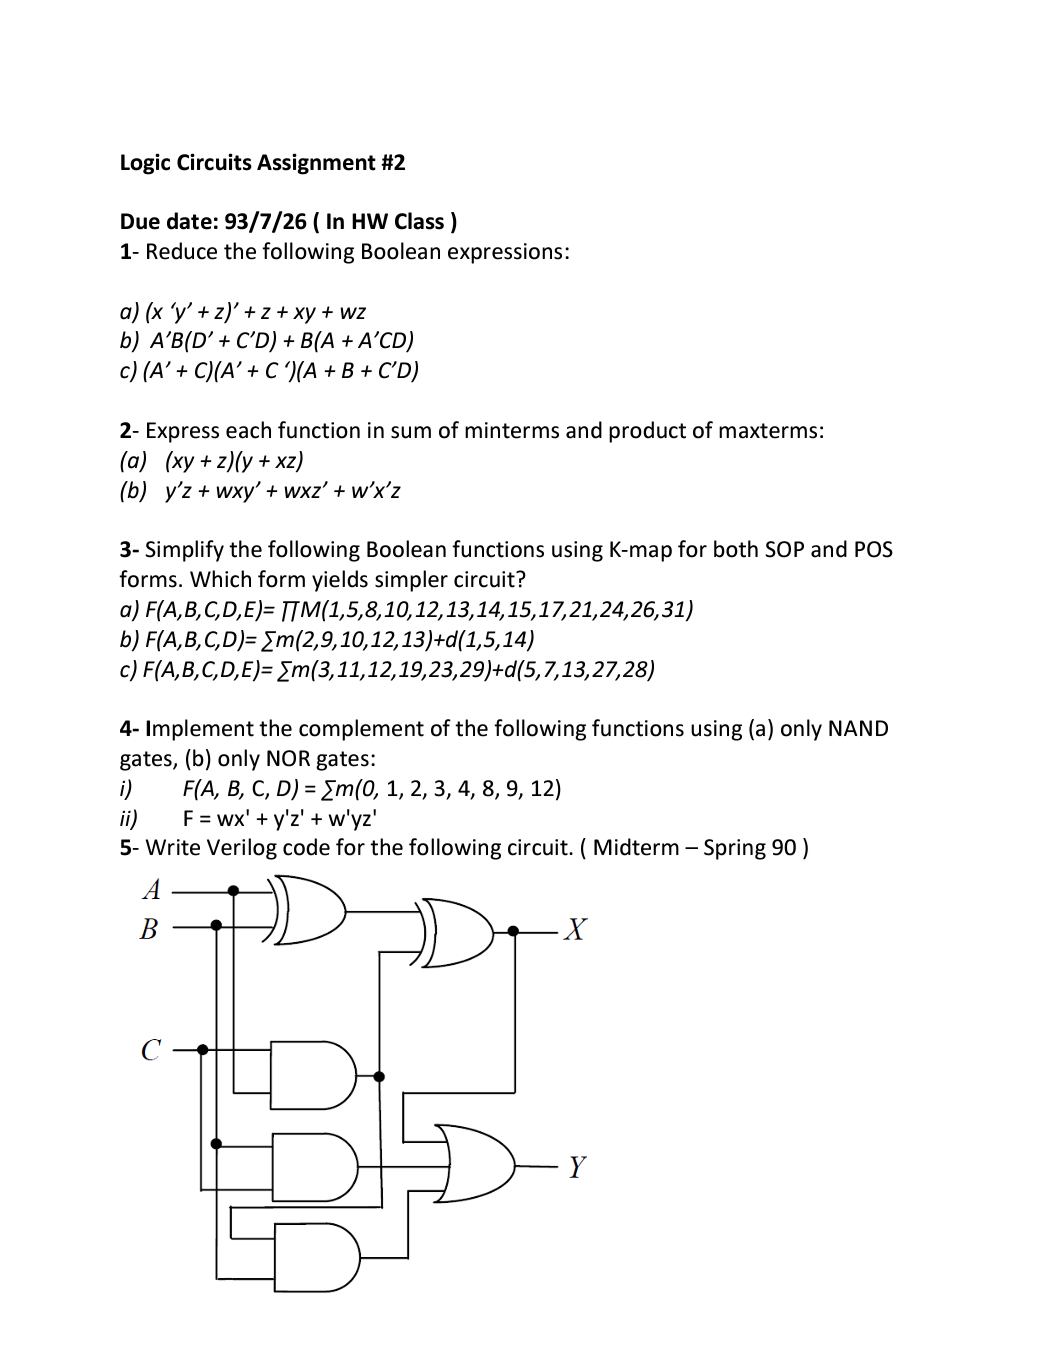 Logic Circuits Assignment #2
Due date: 93/7/26 ( In HW Class )
1- Reduce the following Boolean expressions:
a) (x ‘y’ + z)’ + z + xy + wz
b) A’B(D’ + C’D) + B(A + A’CD)
c) (A’ + C)(A’ + C ‘)(A + B + C’D)
2- Express each function in sum of minterms and product of maxterms:
(a) (xy + z)(y + xz)
(b) y’z + wxy’ + wxz’ + w’x’z
3- Simplify the following Boolean functions using K-map for both SOP and POS
forms. Which form yields simpler circuit?
a) F(A,B,C,D,E)= ∏M(1,5,8,10,12,13,14,15,17,21,24,26,31)
b) F(A,B,C,D)= ∑m(2,9,10,12,13)+d(1,5,14)
c) F(A,B,C,D,E)= ∑m(3,11,12,19,23,29)+d(5,7,13,27,28)
4- Implement the complement of the following functions using (a) only NAND
gates, (b) only NOR gates:
i) F(A, B, C, D) = ∑m(0, 1, 2, 3, 4, 8, 9, 12)
ii) F = wx' + y'z' + w'yz'
5- Write Verilog code for the following circuit. ( Midterm – Spring 90 )
A
B
X
C
Y